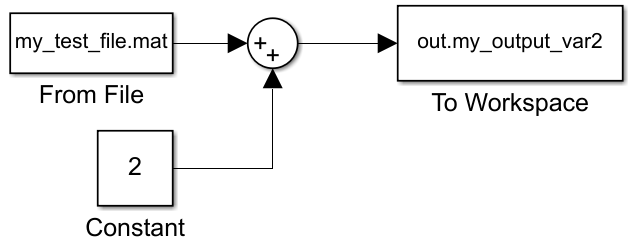 my_test_file.mat
From File
+
+
out.my_output_var2
To Workspace
2
Constant